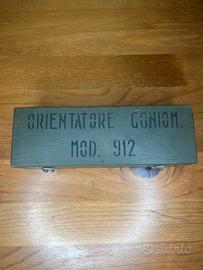 ORIENTATORE GONIOM.
MOD. 912
subito